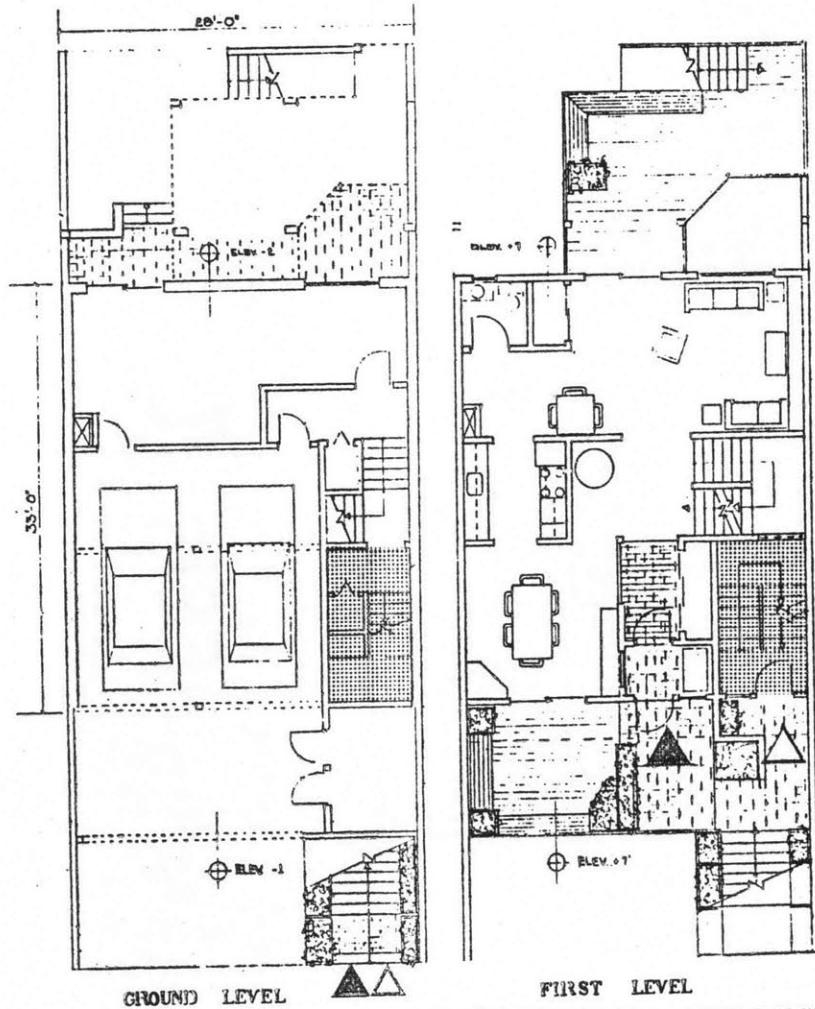 28'-0"
ELEV. -2'
ELEV. +7
33'-0"
ELEV. -1
ELEV. +7'
GROUND LEVEL
FIRST LEVEL